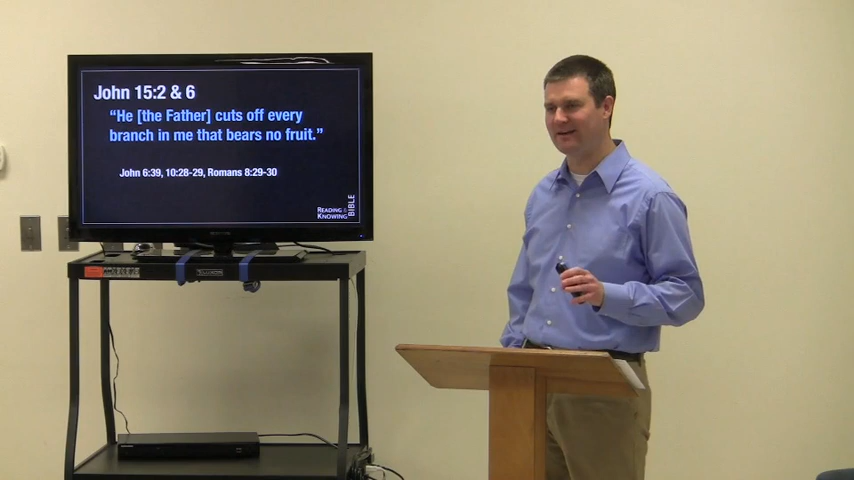 John 15:2 & 6
“He [the Father] cuts off every
branch in me that bears no fruit.”
John 6:39, 10:28-29, Romans 8:29-30
READING &
KNOWING
BIBLE